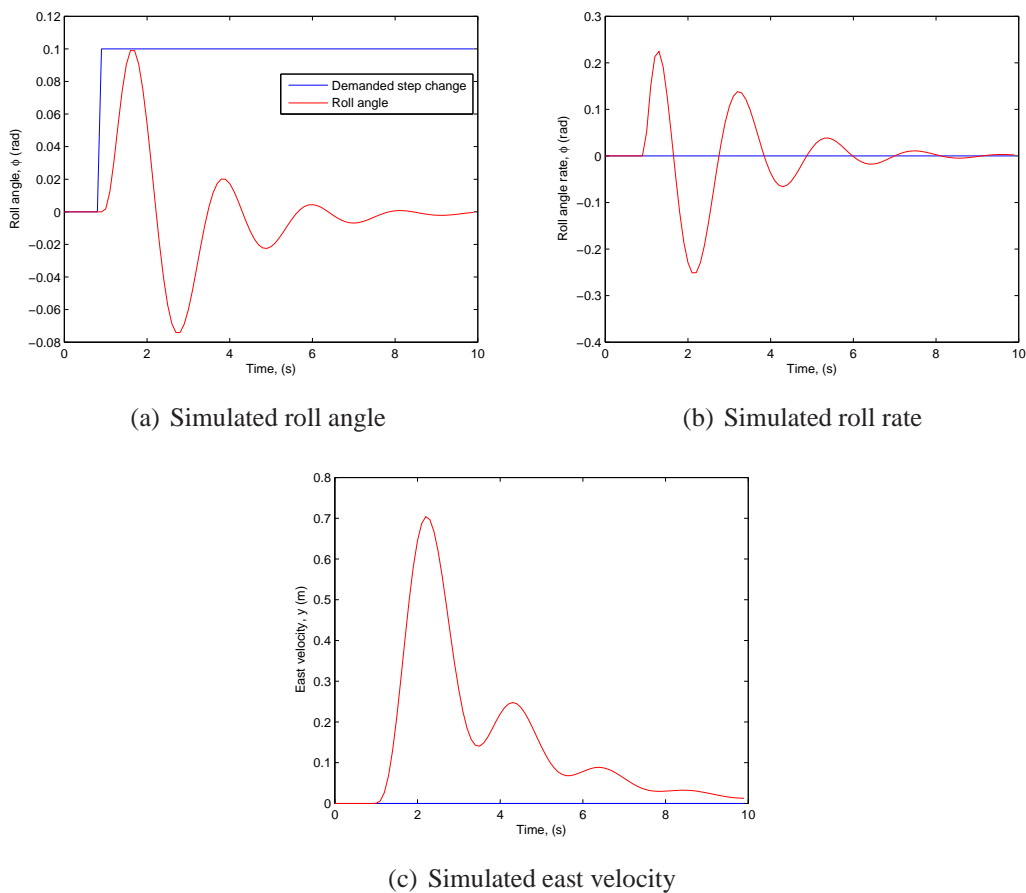 0.12
0.1
0.08
0.06
0.04
0.02
0
−0.02
−0.04
−0.06
−0.08
Roll angle, ϕ (rad)
Demanded step change
Roll angle
0 2 4 6 8 10
Time, (s)
(a) Simulated roll angle
0.3
0.2
0.1
0
−0.1
−0.2
−0.3
−0.4
Roll angle rate, ϕ (rad)
0 2 4 6 8 10
Time, (s)
(b) Simulated roll rate
0.8
0.7
0.6
0.5
0.4
0.3
0.2
0.1
0
East velocity, y (m)
0 2 4 6 8 10
Time, (s)
(c) Simulated east velocity